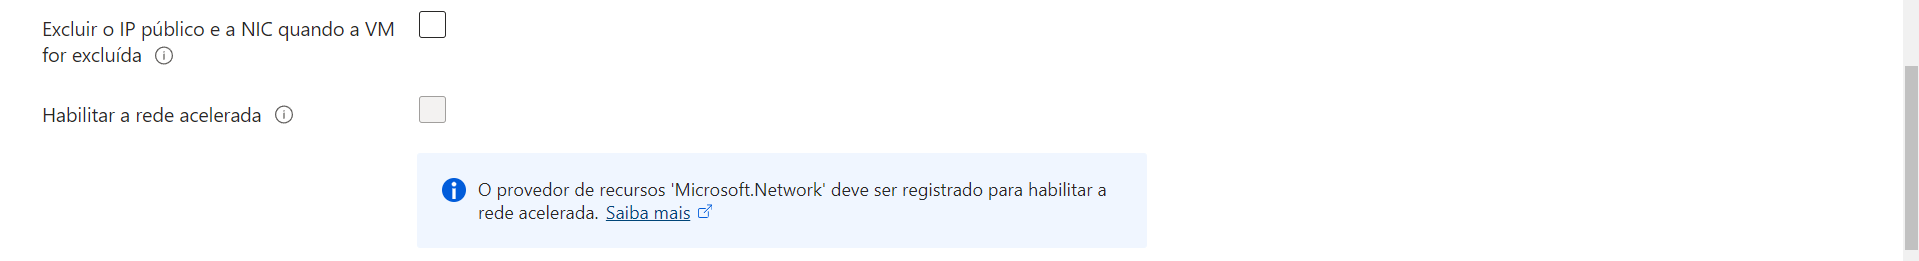 Excluir o IP público e a NIC quando a VM
for excluída
Habilitar a rede acelerada
O provedor de recursos 'Microsoft.Network' deve ser registrado para habilitar a
rede acelerada. Saiba mais